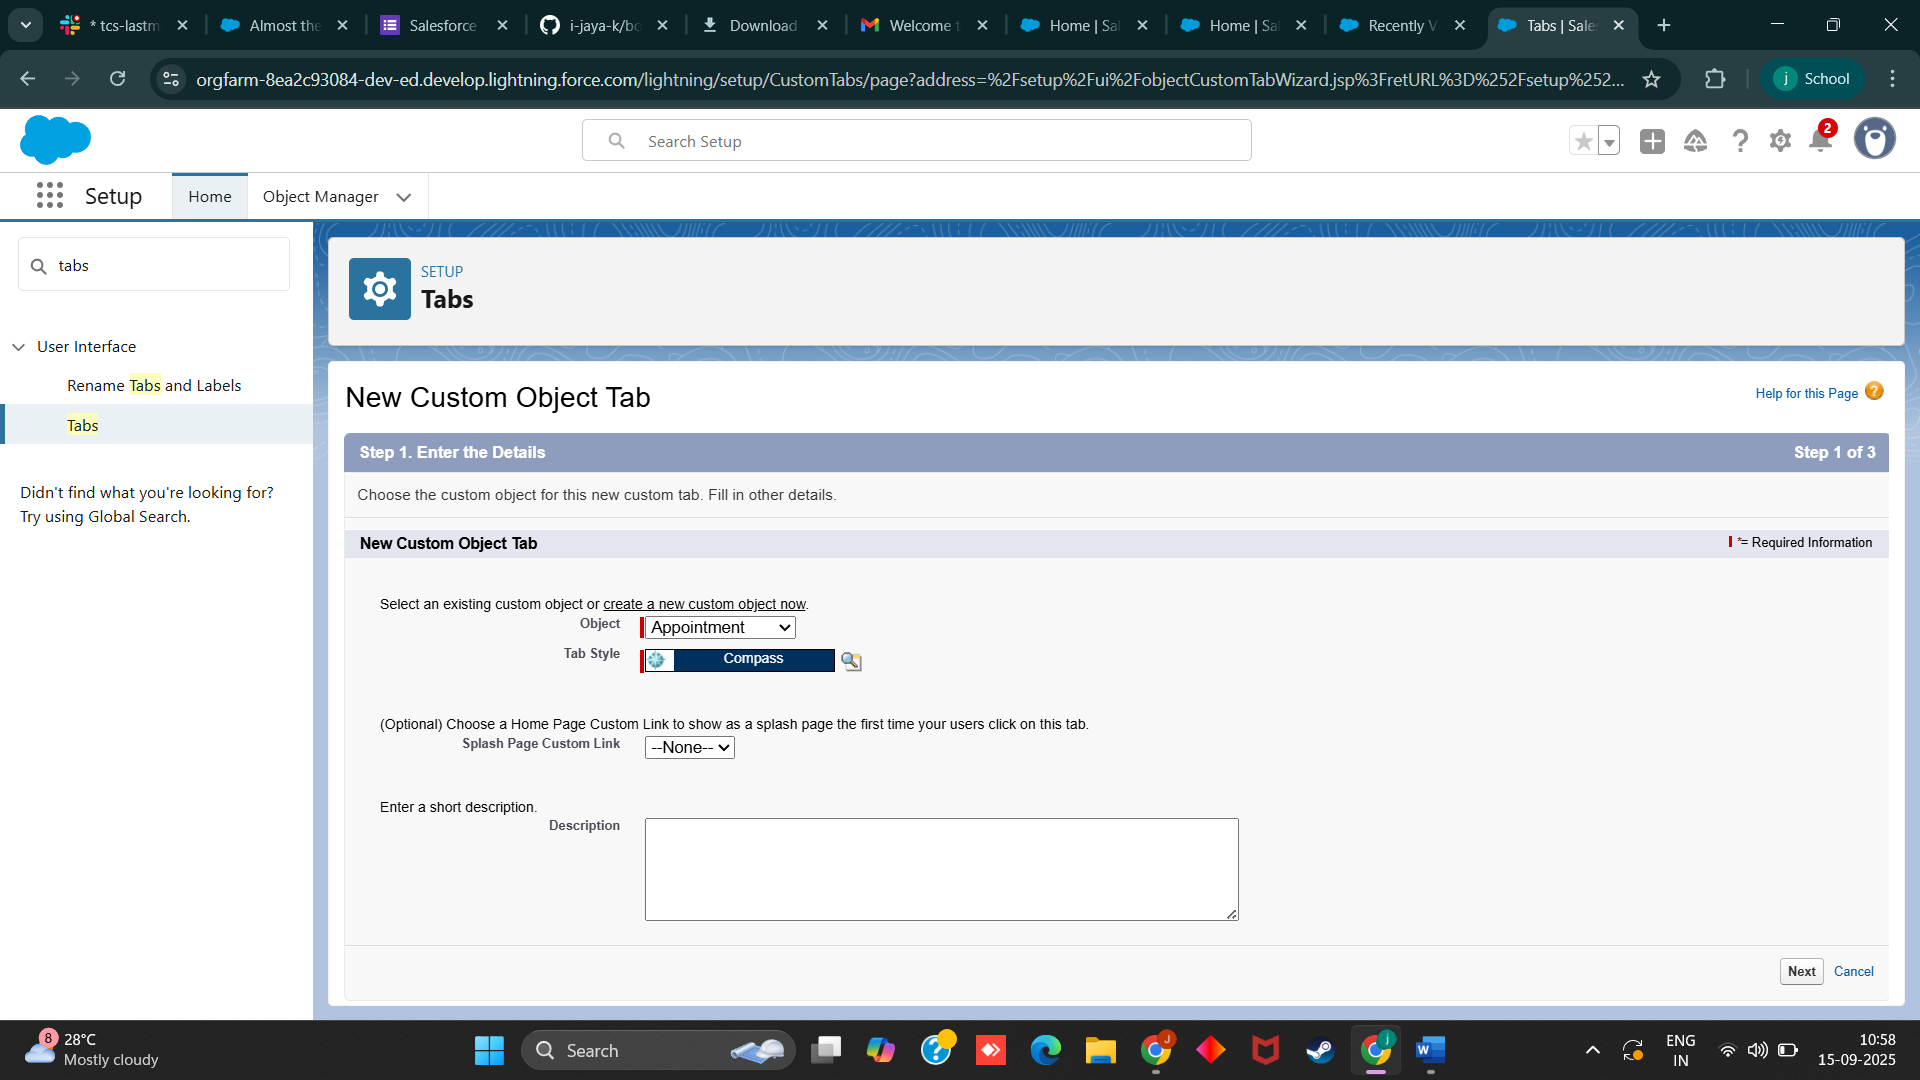 * tcs-lastm
Almost the
Salesforce
i-jaya-k/bo
Download
Welcome t
Home | Sal
Home | Sal
Recently V
Tabs | Sale
orgfarm-8ea2c93084-dev-ed.develop.lightning.force.com/lightning/setup/CustomTabs/page?address=%2Fsetup%2Fui%2FobjectCustomTabWizard.jsp%3FretURL%3D%252Fsetup%252...
j School
Search Setup
2
Setup
Home
Object Manager
tabs
User Interface
Rename Tabs and Labels
Tabs
Didn't find what you're looking for?
Try using Global Search.
SETUP
Tabs
New Custom Object Tab
Help for this Page ?
Step 1. Enter the Details
Step 1 of 3
Choose the custom object for this new custom tab. Fill in other details.
New Custom Object Tab
*= Required Information
Select an existing custom object or create a new custom object now.
Object
Appointment
Tab Style
Compass
(Optional) Choose a Home Page Custom Link to show as a splash page the first time your users click on this tab.
Splash Page Custom Link
--None--
Enter a short description.
Description
Next
Cancel
8
28°C
Mostly cloudy
Search
J
j
W
ENG
IN
10:58
15-09-2025